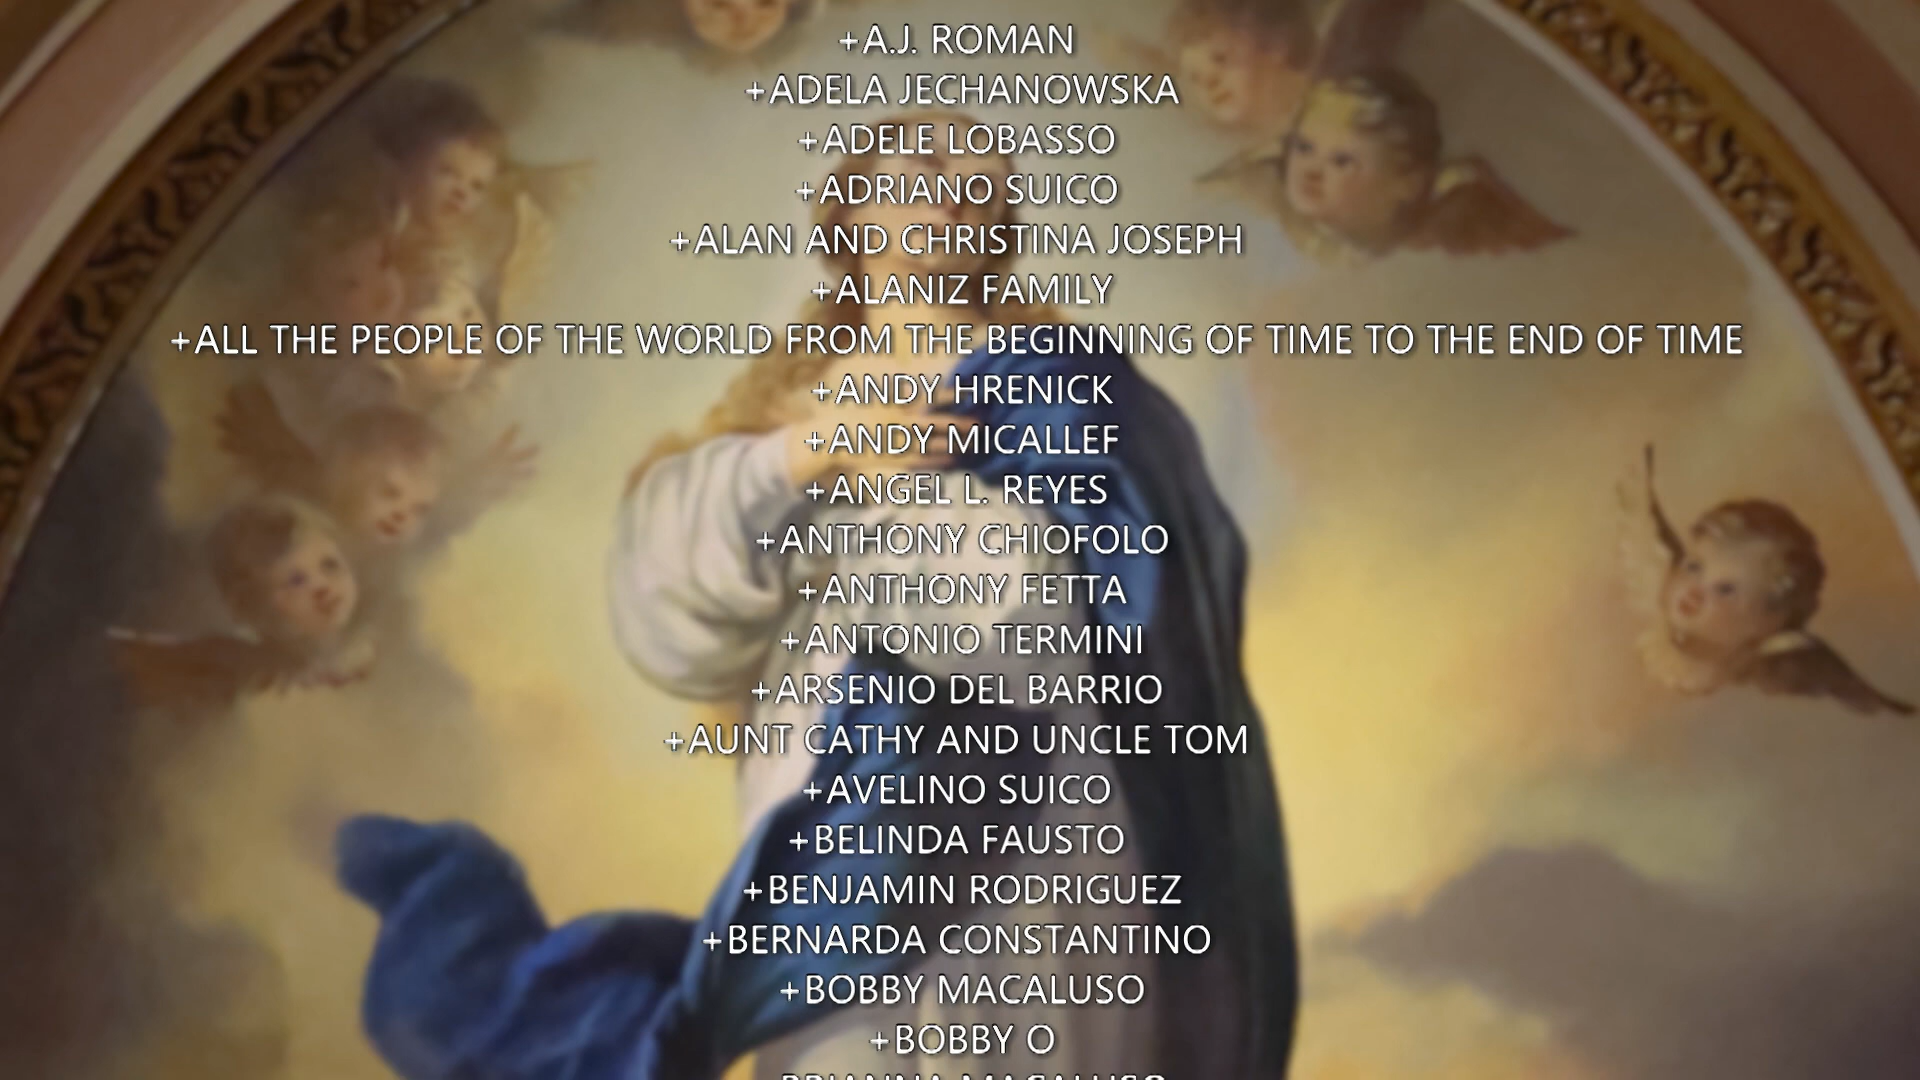 +A.J. ROMAN
+ADELA JECHANOWSKA
+ADELE LOBASSO
+ADRIANO SUICO
+ALAN AND CHRISTINA JOSEPH
+ALANIZ FAMILY
+ALL THE PEOPLE OF THE WORLD FROM THE BEGINNING OF TIME TO THE END OF TIME
+ANDY HRENICK
+ANDY MICALLEF
+ANGEL L. REYES
+ANTHONY CHIOFOLO
+ANTHONY FETTA
+ANTONIO TERMINI
+ARSENIO DEL BARRIO
+AUNT CATHY AND UNCLE TOM
+AVELINO SUICO
+BELINDA FAUSTO
+BENJAMIN RODRIGUEZ
+BERNARDA CONSTANTINO
+BOBBY MACALUSO
+BOBBY O